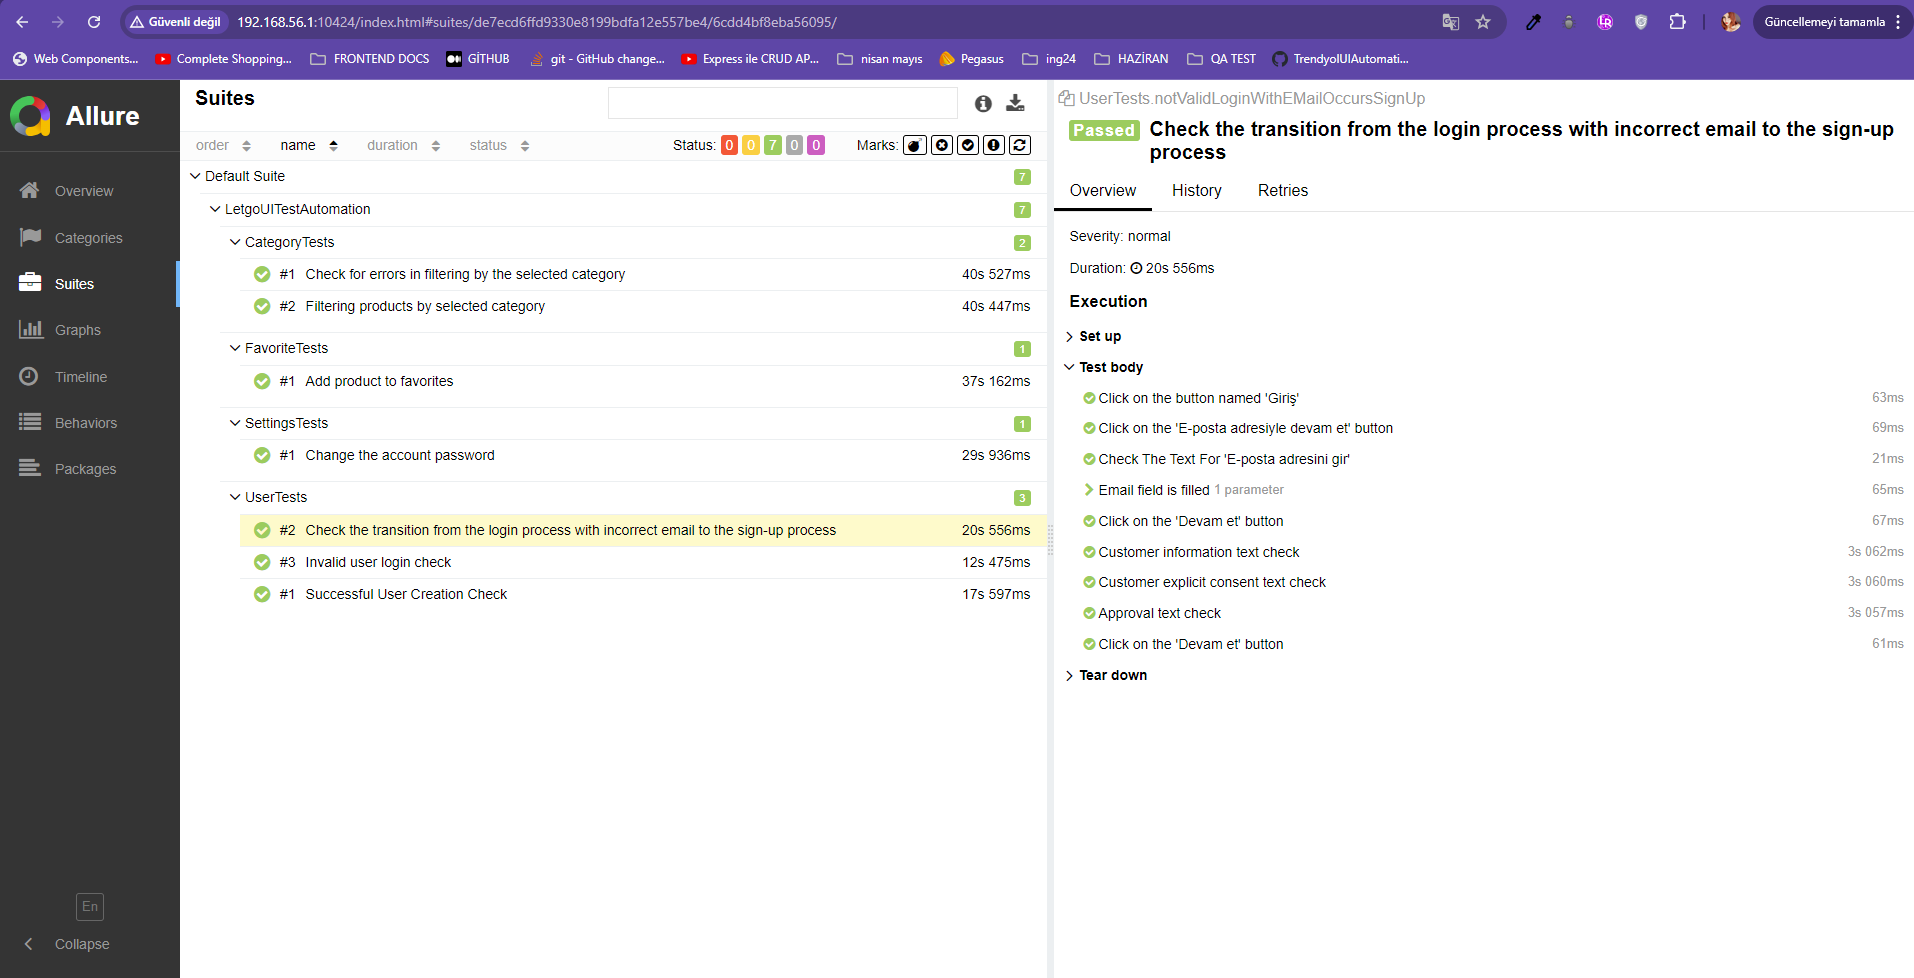 Güvenli değil 192.168.56.1:10424/index.html#suites/de7ecd6ffd9330e8199bdfa12e557be4/6cdd4bf8eba56095/ Güncellemeyi tamamla
Web Components... Complete Shopping... FRONTEND DOCS GİTHUB git - GitHub change... Express ile CRUD AP... nisan mayıs Pegasus ing24 HAZİRAN QA TEST TrendyolUIAutomati...
Allure
Overview
Categories
Suites
Graphs
Timeline
Behaviors
Packages
En
Collapse
Suites
order name duration status Status: 0 0 7 0 0 Marks:
Default Suite 7
LetgoUITestAutomation 7
CategoryTests 2
#1 Check for errors in filtering by the selected category 40s 527ms
#2 Filtering products by selected category 40s 447ms
FavoriteTests 1
#1 Add product to favorites 37s 162ms
SettingsTests 1
#1 Change the account password 29s 936ms
UserTests 3
#2 Check the transition from the login process with incorrect email to the sign-up process 20s 556ms
#3 Invalid user login check 12s 475ms
#1 Successful User Creation Check 17s 597ms
UserTests.notValidLoginWithEMailOccursSignUp
Passed Check the transition from the login process with incorrect email to the sign-up
process
Overview History Retries
Severity: normal
Duration: 20s 556ms
Execution
Set up
Test body
Click on the button named 'Giriş' 63ms
Click on the 'E-posta adresiyle devam et' button 69ms
Check The Text For 'E-posta adresini gir' 21ms
Email field is filled 1 parameter 65ms
Click on the 'Devam et' button 67ms
Customer information text check 3s 062ms
Customer explicit consent text check 3s 060ms
Approval text check 3s 057ms
Click on the 'Devam et' button 61ms
Tear down